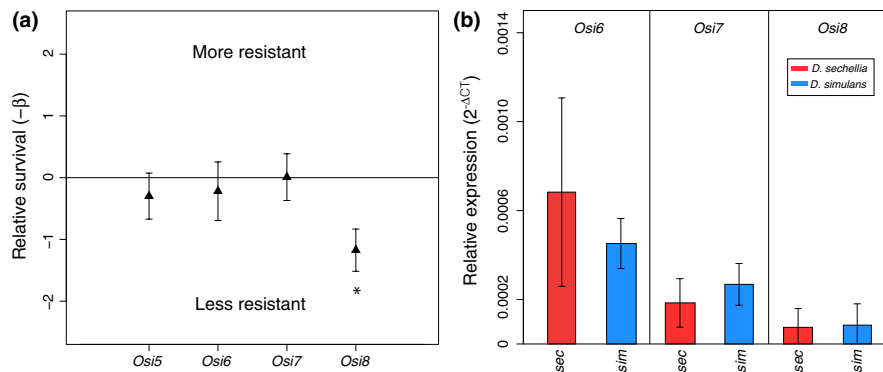 (a)
More resistant
Less resistant
Relative survival (−β)
2
1
0
−1
−2
Osi5 Osi6 Osi7 Osi8
*
(b)
Osi6 Osi7 Osi8
D. sechellia
D. simulans
Relative expression (2-ΔCT)
0.0014
0.0010
0.0006
0.0002
0
sec sim sec sim sec sim